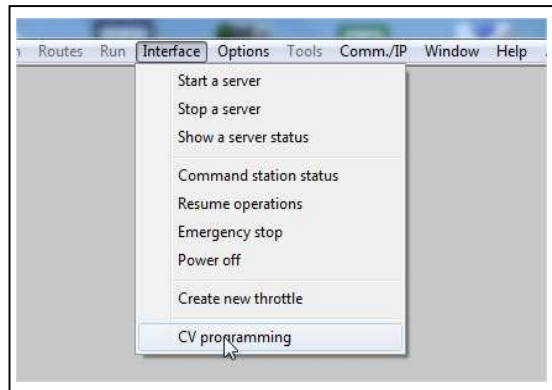 Routes Run Interface Options Tools Comm./IP Window Help
Start a server
Stop a server
Show a server status
Command station status
Resume operations
Emergency stop
Power off
Create new throttle
CV programming